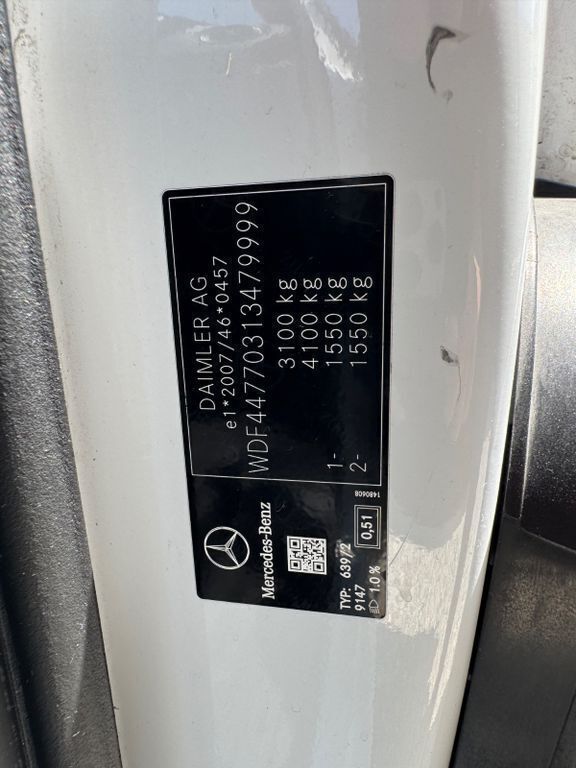 DAIMLER AG
e1*2007/46*0457
WDF44770313479999
3100 kg
4100 kg
1- 1550 kg
2- 1550 kg
1480608
Mercedes-Benz
TYP: 639/2
9147
1.0%
0,51